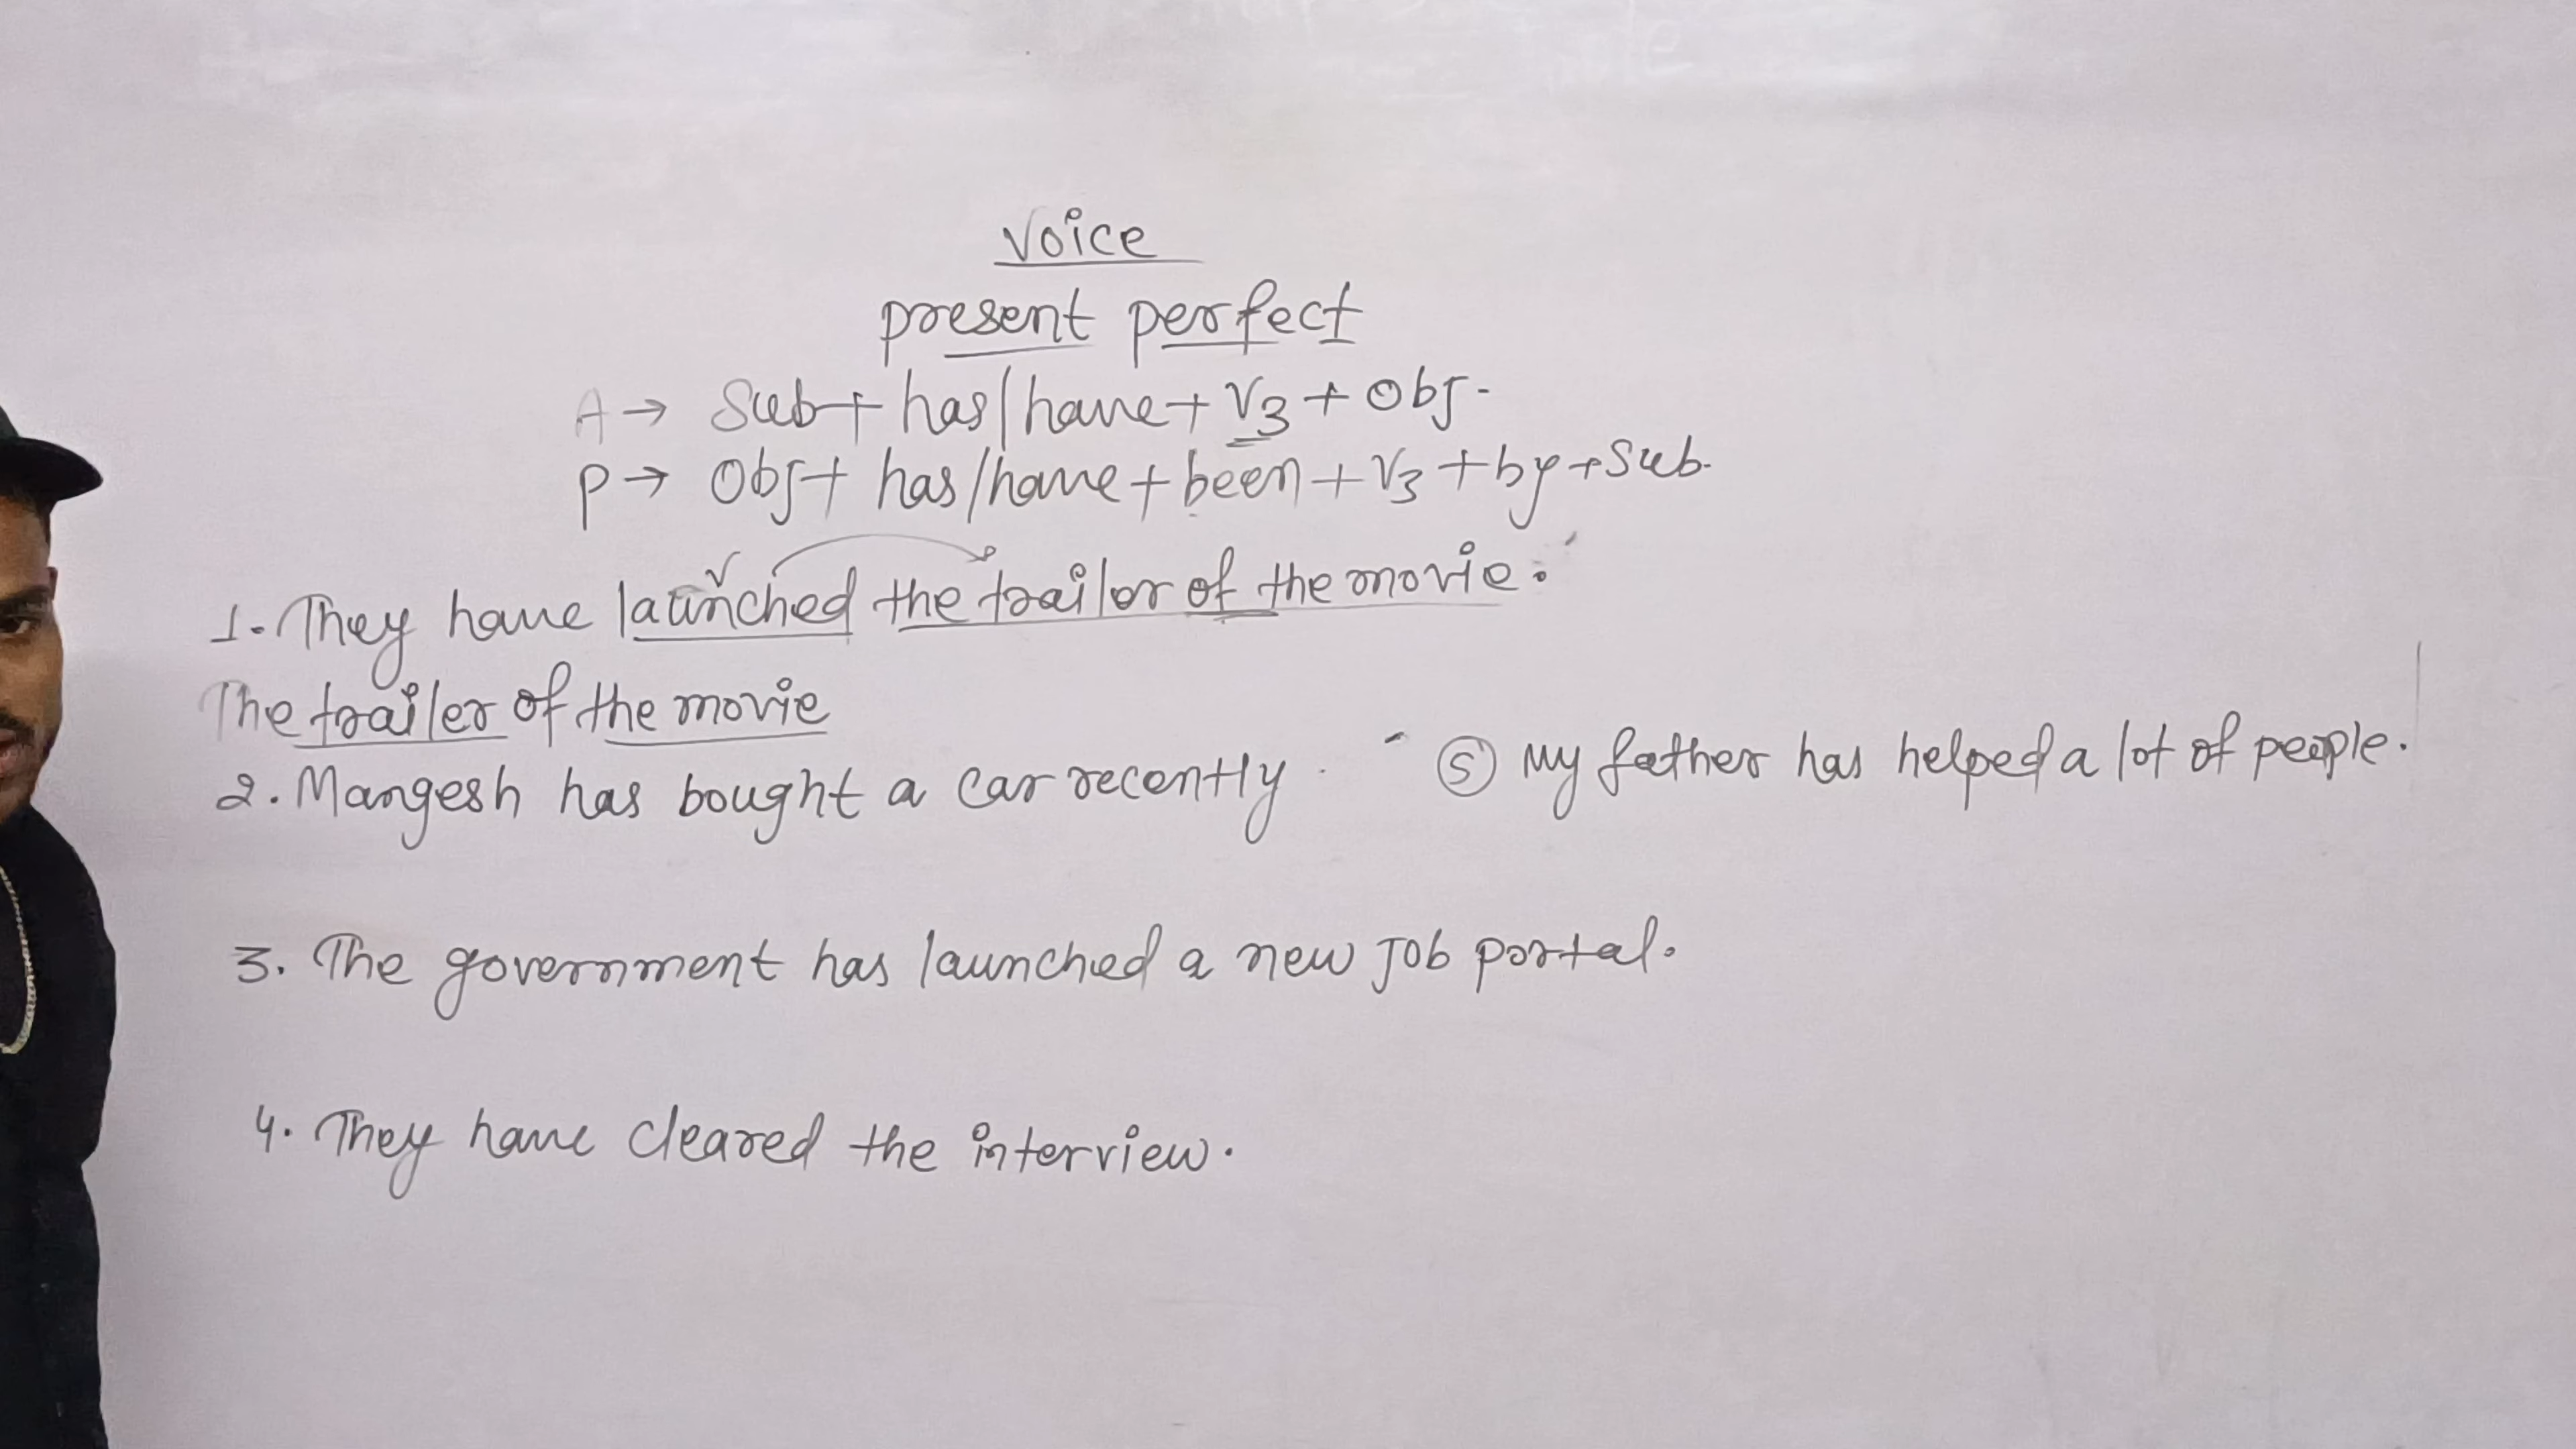 Voice
present perfect
A → Sub + has/have + V3 + Obj.
P → Obj + has/have + been + V3 + by + Sub.
1. They have launched the trailor of the movie.
The trailer of the movie
2. Mangesh has bought a car recently.
5 My father has helped a lot of people.
3. The government has launched a new Job portal.
4. They have cleared the interview.